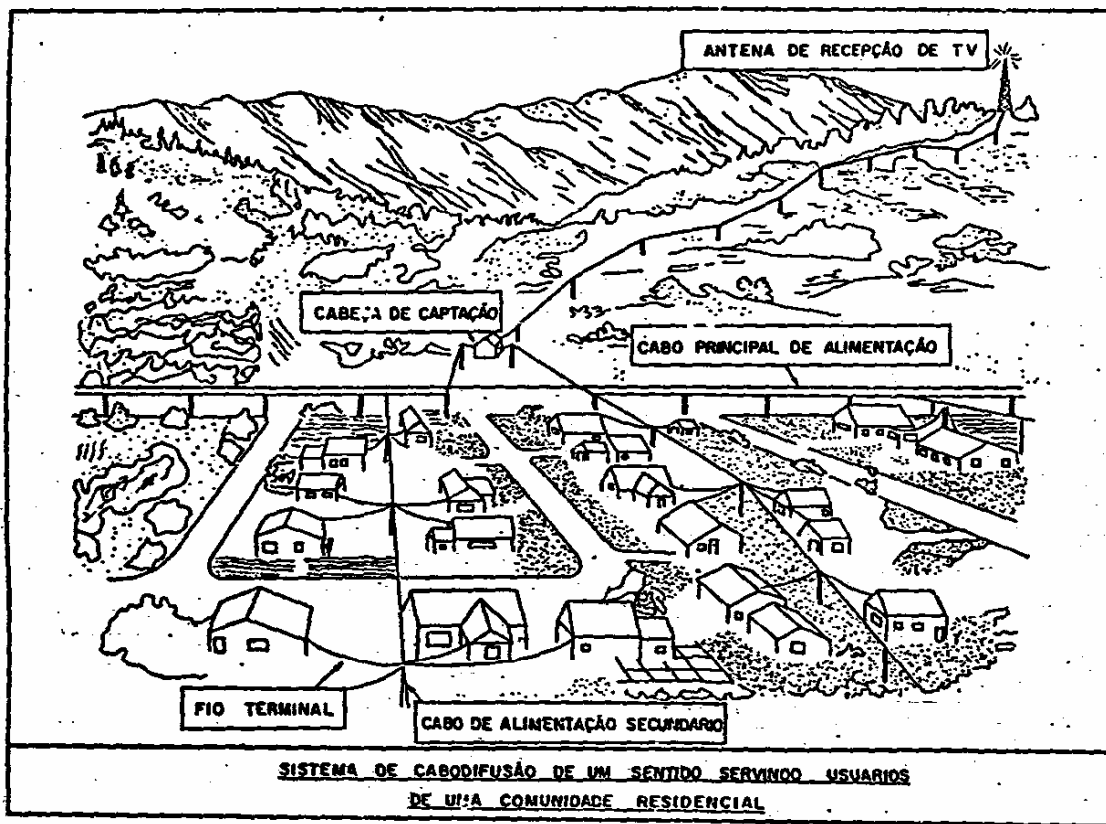 ANTENA DE RECEPÇÃO DE TV
CABEÇA DE CAPTAÇÃO
CABO PRINCIPAL DE ALIMENTAÇÃO
FIO TERMINAL
CABO DE ALIMENTAÇÃO SECUNDÁRIO
SISTEMA DE CABODIFUSÃO DE UM SENTIDO SERVINDO USUARIOS
DE UMA COMUNIDADE RESIDENCIAL